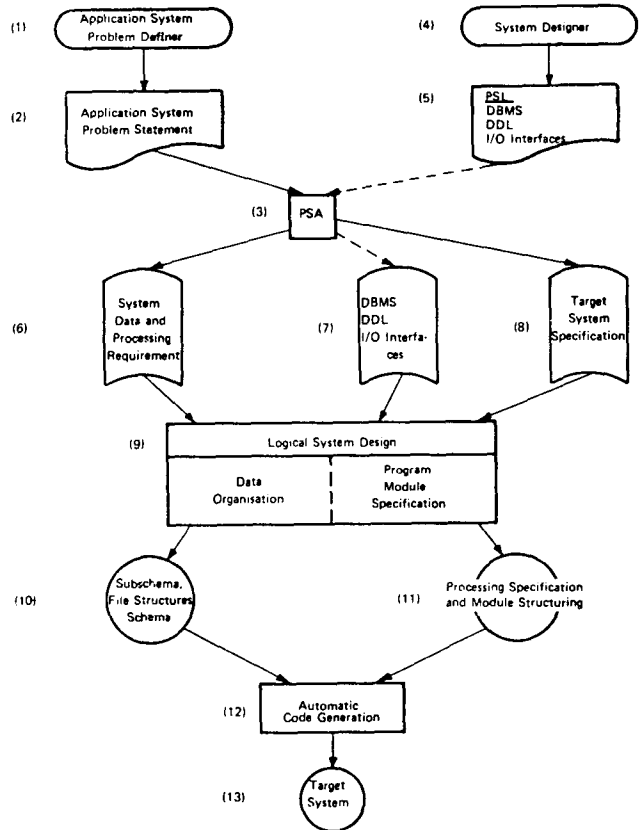 (1)
Application System
Problem Definer
(4)
System Designer
(2)
Application System
Problem Statement
(5)
PSL
DBMS
DDL
I/O Interfaces
(3)
PSA
(6)
System
Data and
Processing
Requirement
(7)
DBMS
DDL
I/O Interfa-
ces
(8)
Target
System
Specification
(9)
Logical System Design
Data
Organisation
Program
Module
Specification
(10)
Subschema,
File Structures
Schema
(11)
Processing Specification
and Module Structuring
(12)
Automatic
Code Generation
(13)
Target
System